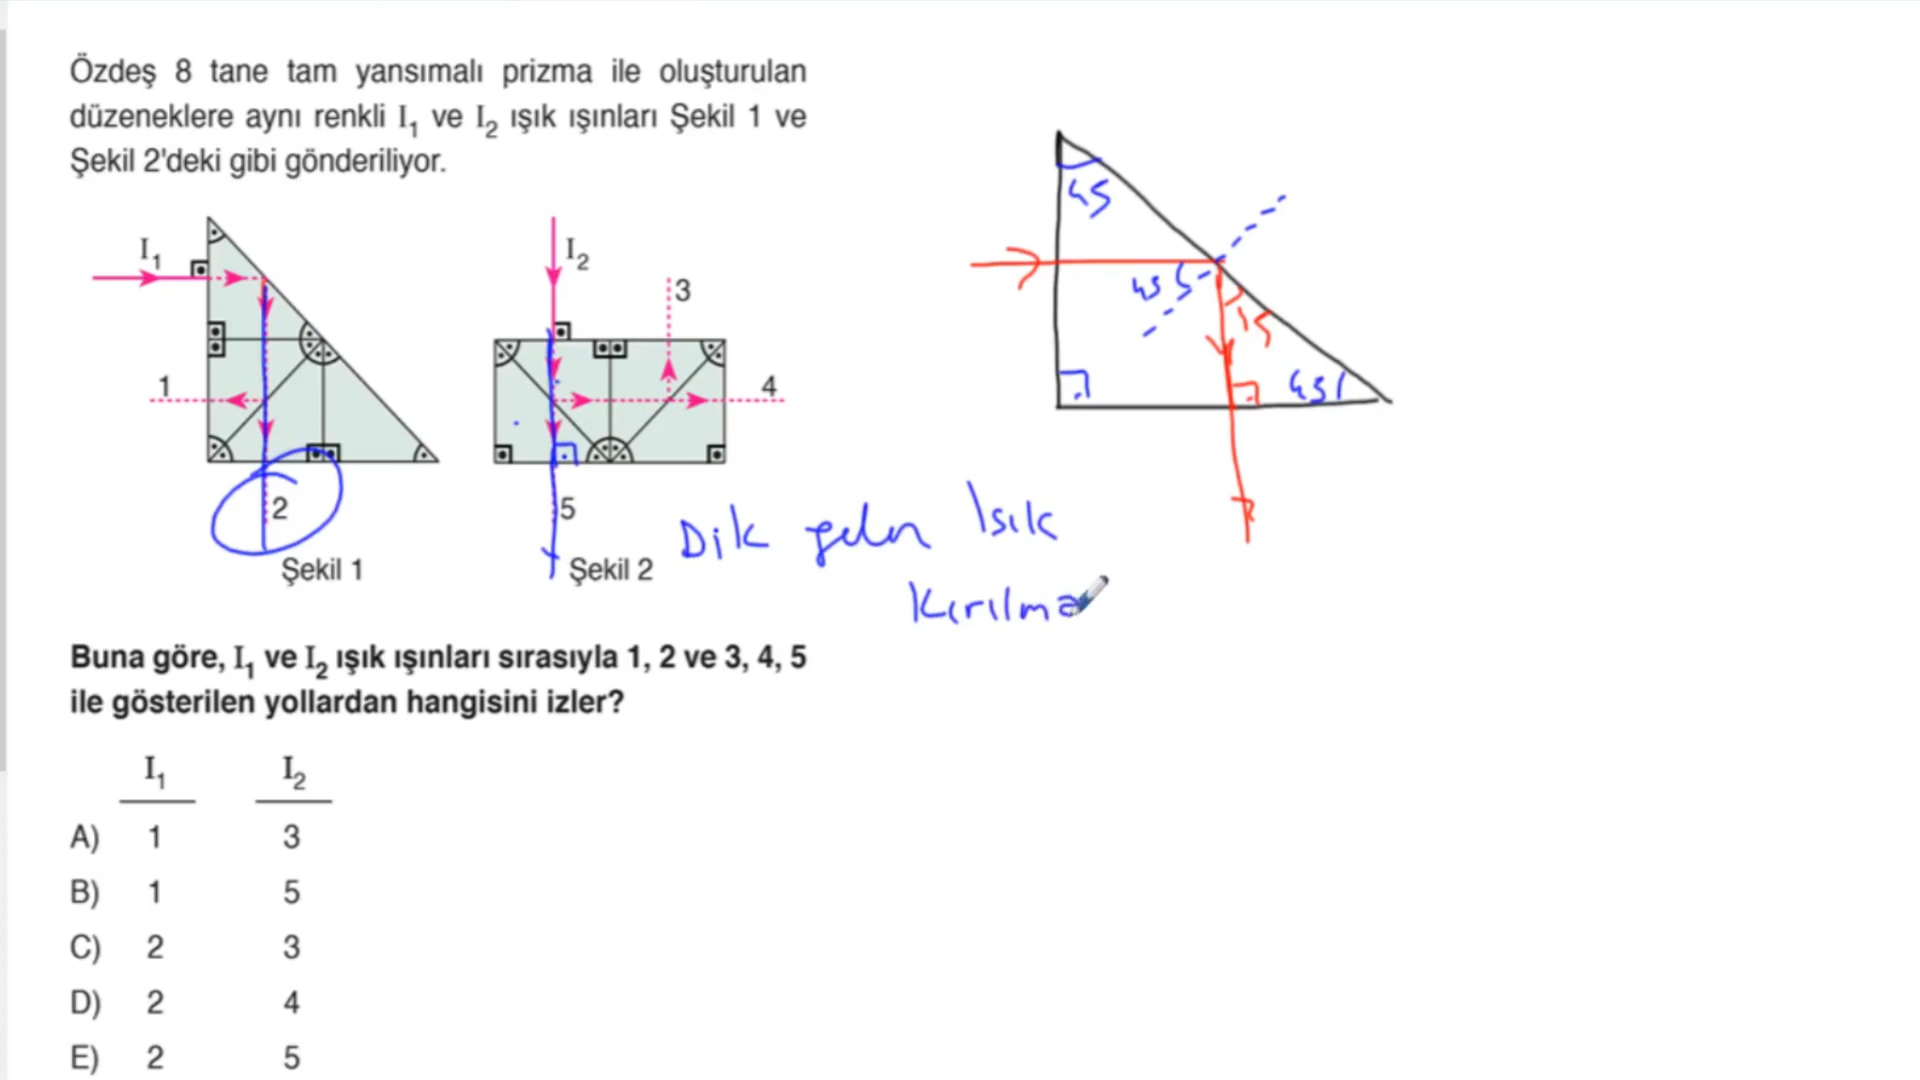 Özdeş 8 tane tam yansımalı prizma ile oluşturulan
düzeneklere aynı renkli I₁ ve I₂ ışık ışınları Şekil 1 ve
Şekil 2'deki gibi gönderiliyor.
I₁
1
2
Şekil 1
I₂
3
4
5
Şekil 2
45
45
45
45
Dik gelen Işık
Kırılma
Buna göre, I₁ ve I₂ ışık ışınları sırasıyla 1, 2 ve 3, 4, 5
ile gösterilen yollardan hangisini izler?
I₁ I₂
A) 1 3
B) 1 5
C) 2 3
D) 2 4
E) 2 5